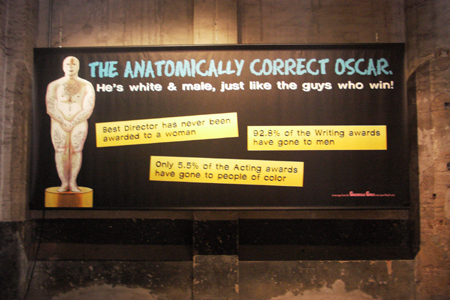 THE ANATOMICALLY CORRECT OSCAR.
He's white & male, just like the guys who win!
Best Director has never been
awarded to a woman
92.8% of the Writing awards
have gone to men
Only 5.5% of the Acting awards
have gone to people of color